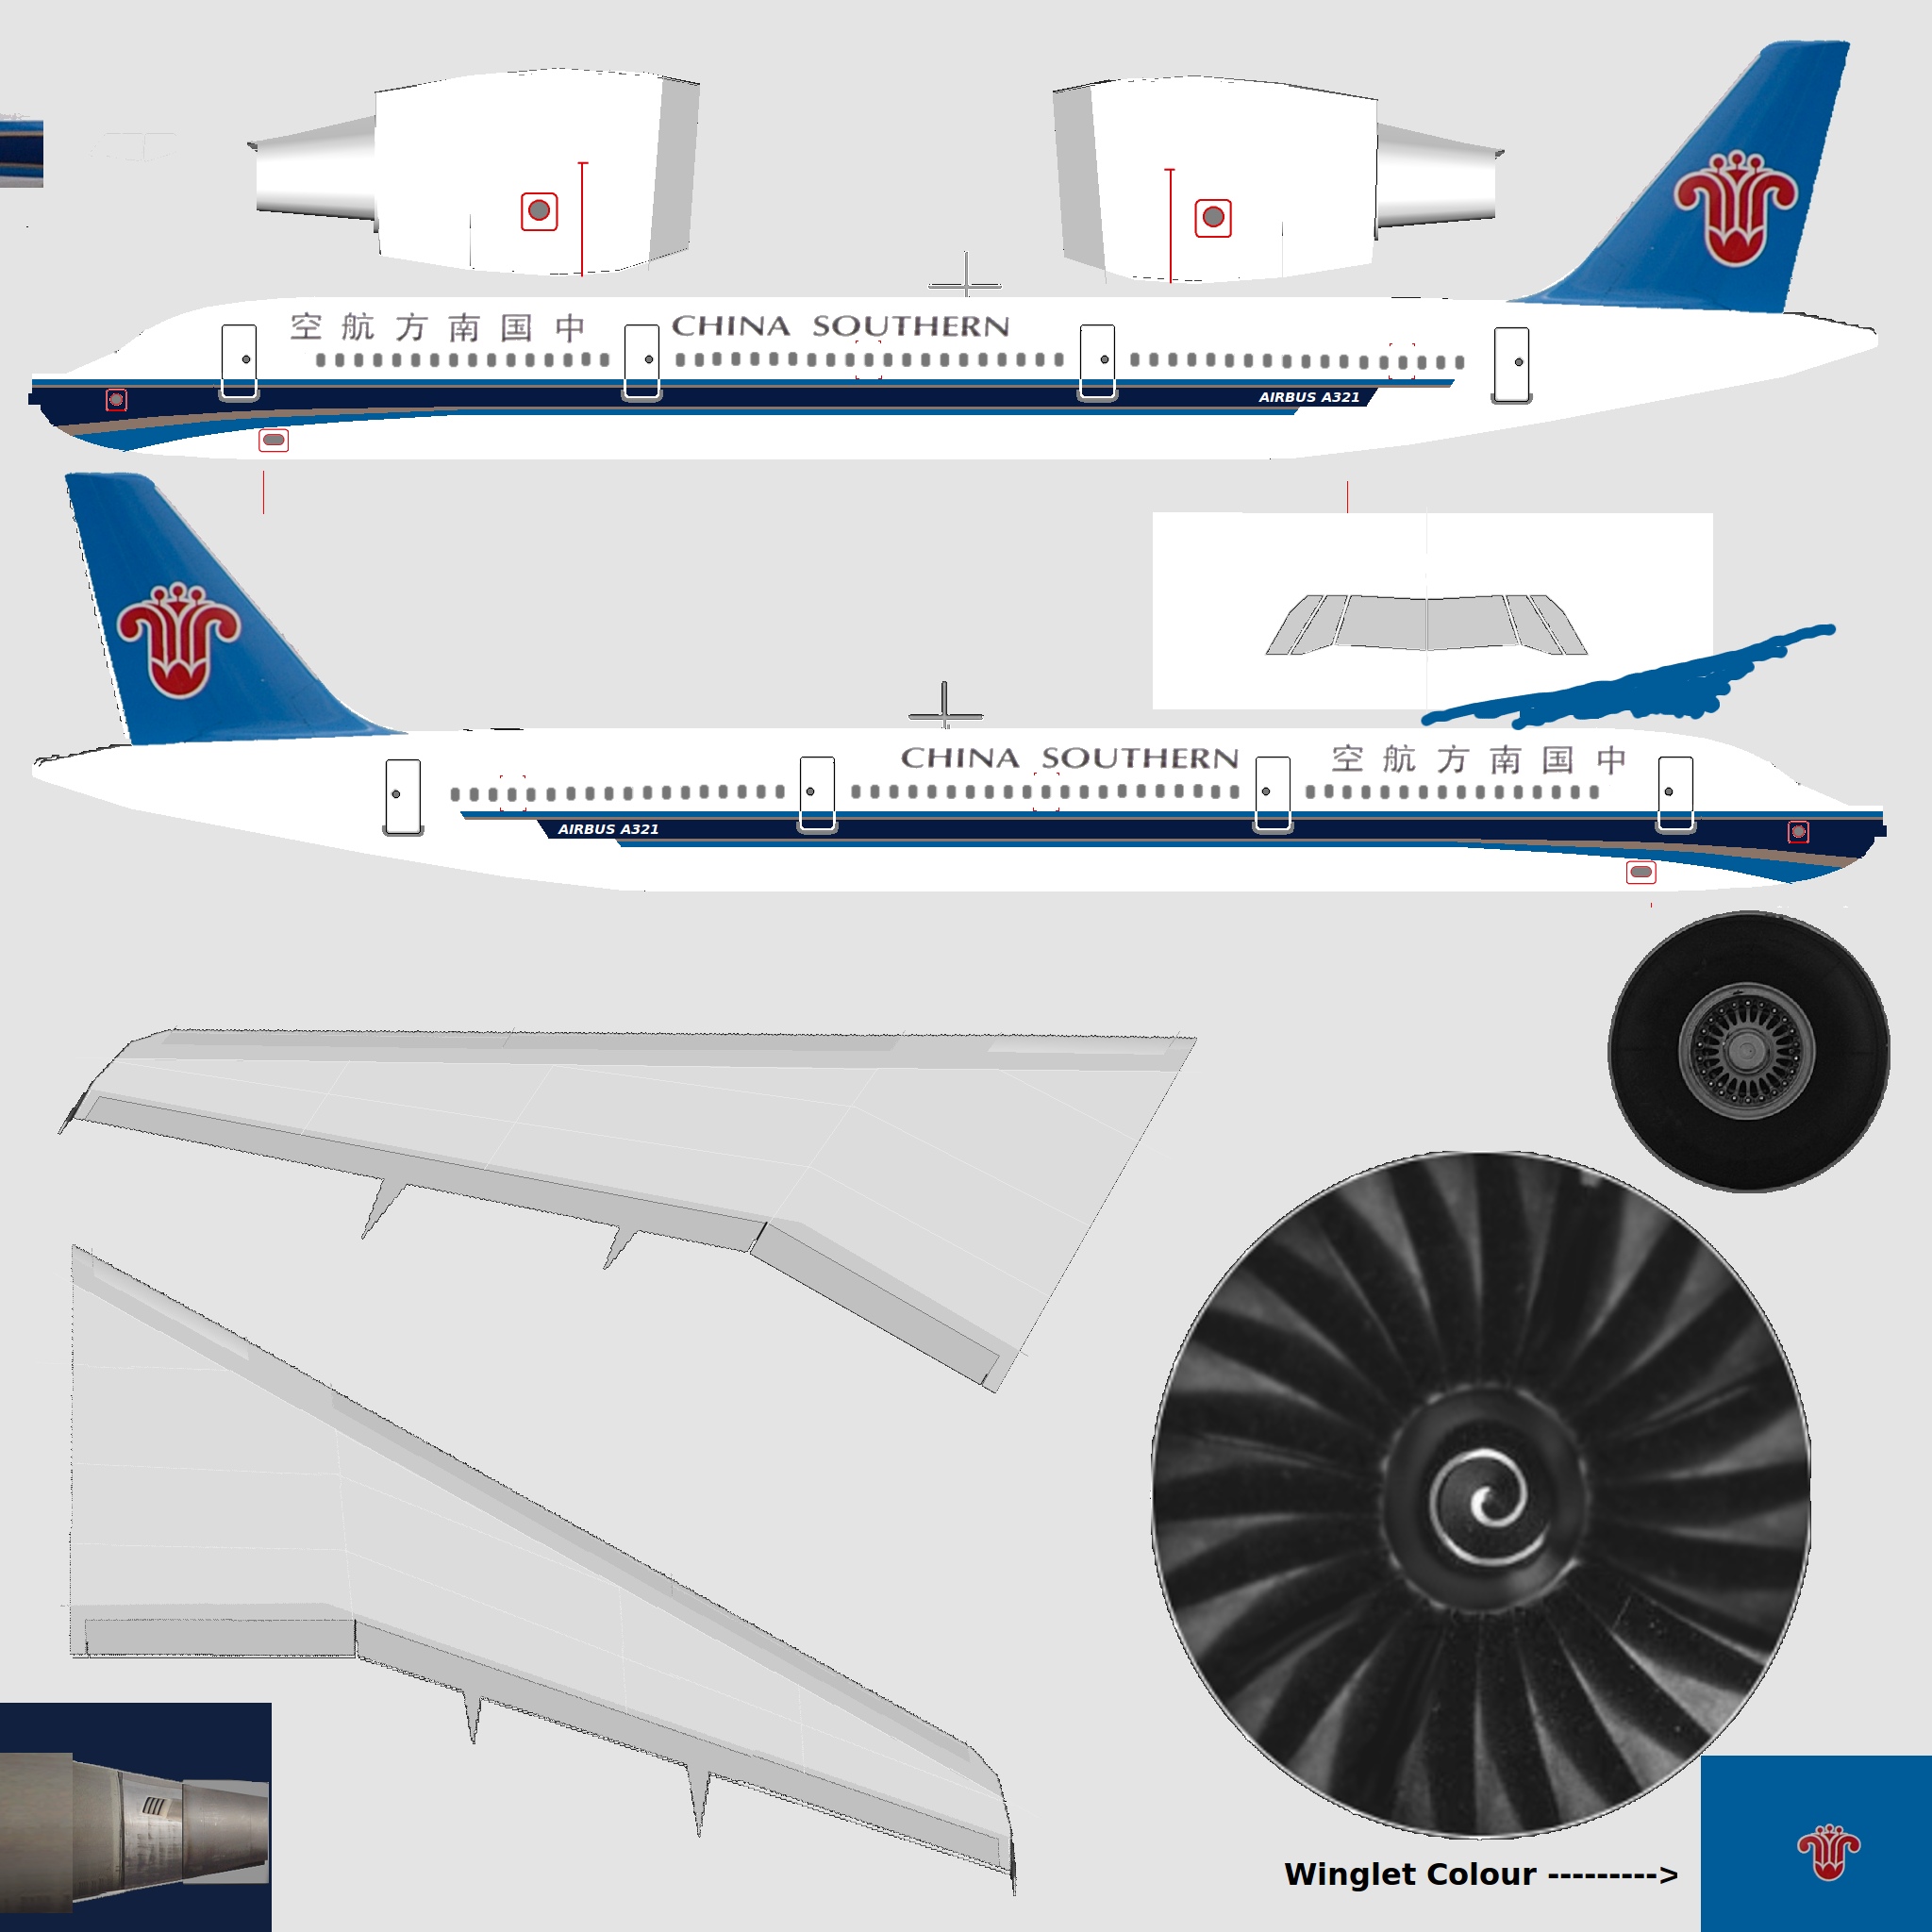 空航方南国中 CHINA SOUTHERN
AIRBUS A321
CHINA SOUTHERN 空航方南国中
AIRBUS A321
Winglet Colour --------->